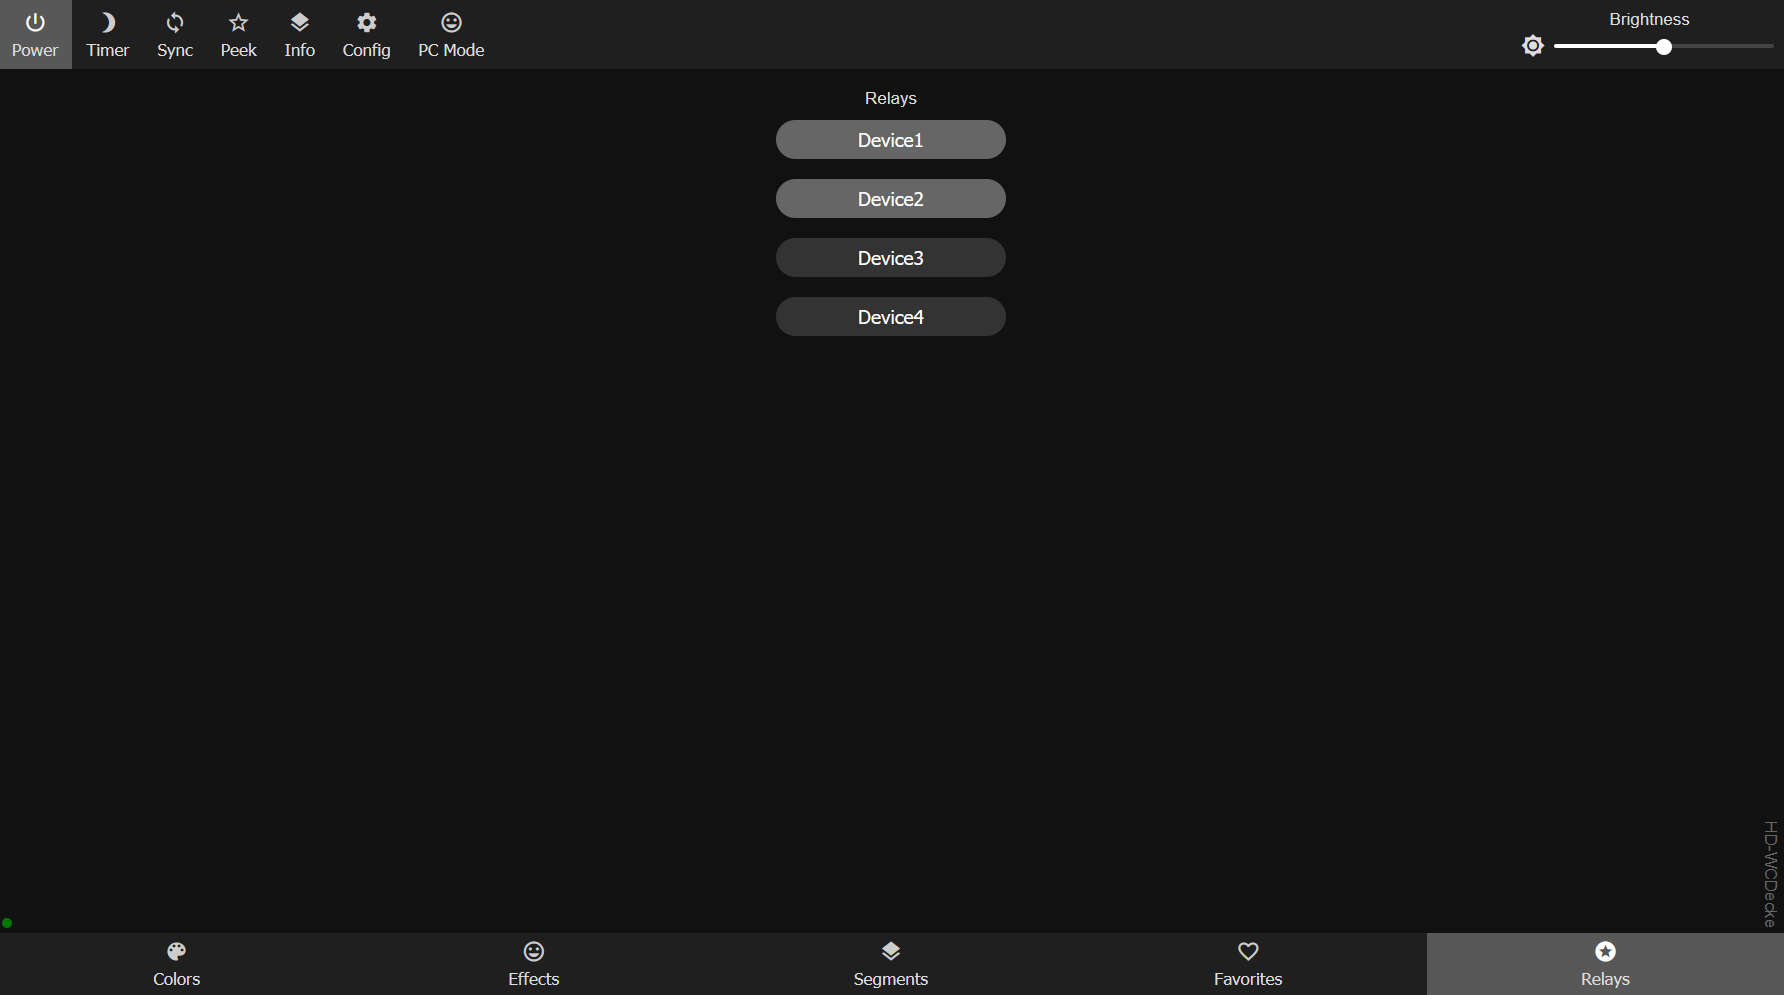 Power
Timer
Sync
Peek
Info
Config
PC Mode
Brightness
Relays
Device1
Device2
Device3
Device4
HD-WCDecke
Colors
Effects
Segments
Favorites
Relays